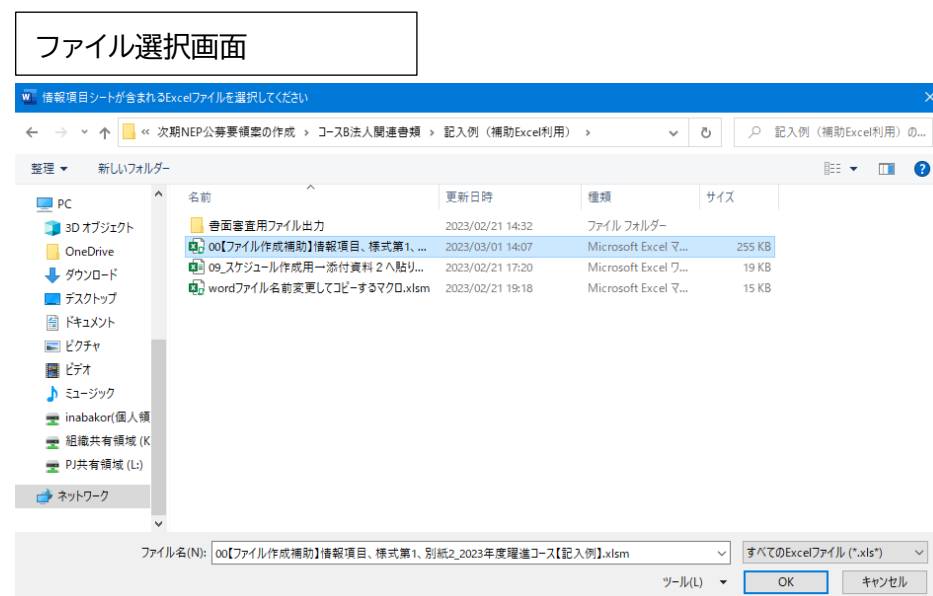 ファイル選択画面
情報項目シートが含まれるExcelファイルを選択してください
« 次期NEP公募要領案の作成 › コースB法人関連書類 › 記入例（補助Excel利用） ›
記入例（補助Excel利用）の...
整理 新しいフォルダー
名前 更新日時 種類 サイズ
PC
3D オブジェクト
OneDrive
ダウンロード
デスクトップ
ドキュメント
ピクチャ
ビデオ
ミュージック
inabakor(個人領
組織共有領域 (K
PJ共有領域 (L:)
ネットワーク
書面審査用ファイル出力 2023/02/21 14:32 ファイル フォルダー
00【ファイル作成補助】情報項目、様式第1、... 2023/03/01 14:07 Microsoft Excel マ... 255 KB
09_スケジュール作成用→添付資料２へ貼り... 2023/02/21 17:20 Microsoft Excel ワ... 19 KB
wordファイル名前変更してコピーするマクロ.xlsm 2023/02/21 19:18 Microsoft Excel マ... 15 KB
ファイル名(N): 00【ファイル作成補助】情報項目、様式第1、別紙2_2023年度躍進コース【記入例】.xlsm すべてのExcelファイル (*.xls*)
ツール(L) OK キャンセル